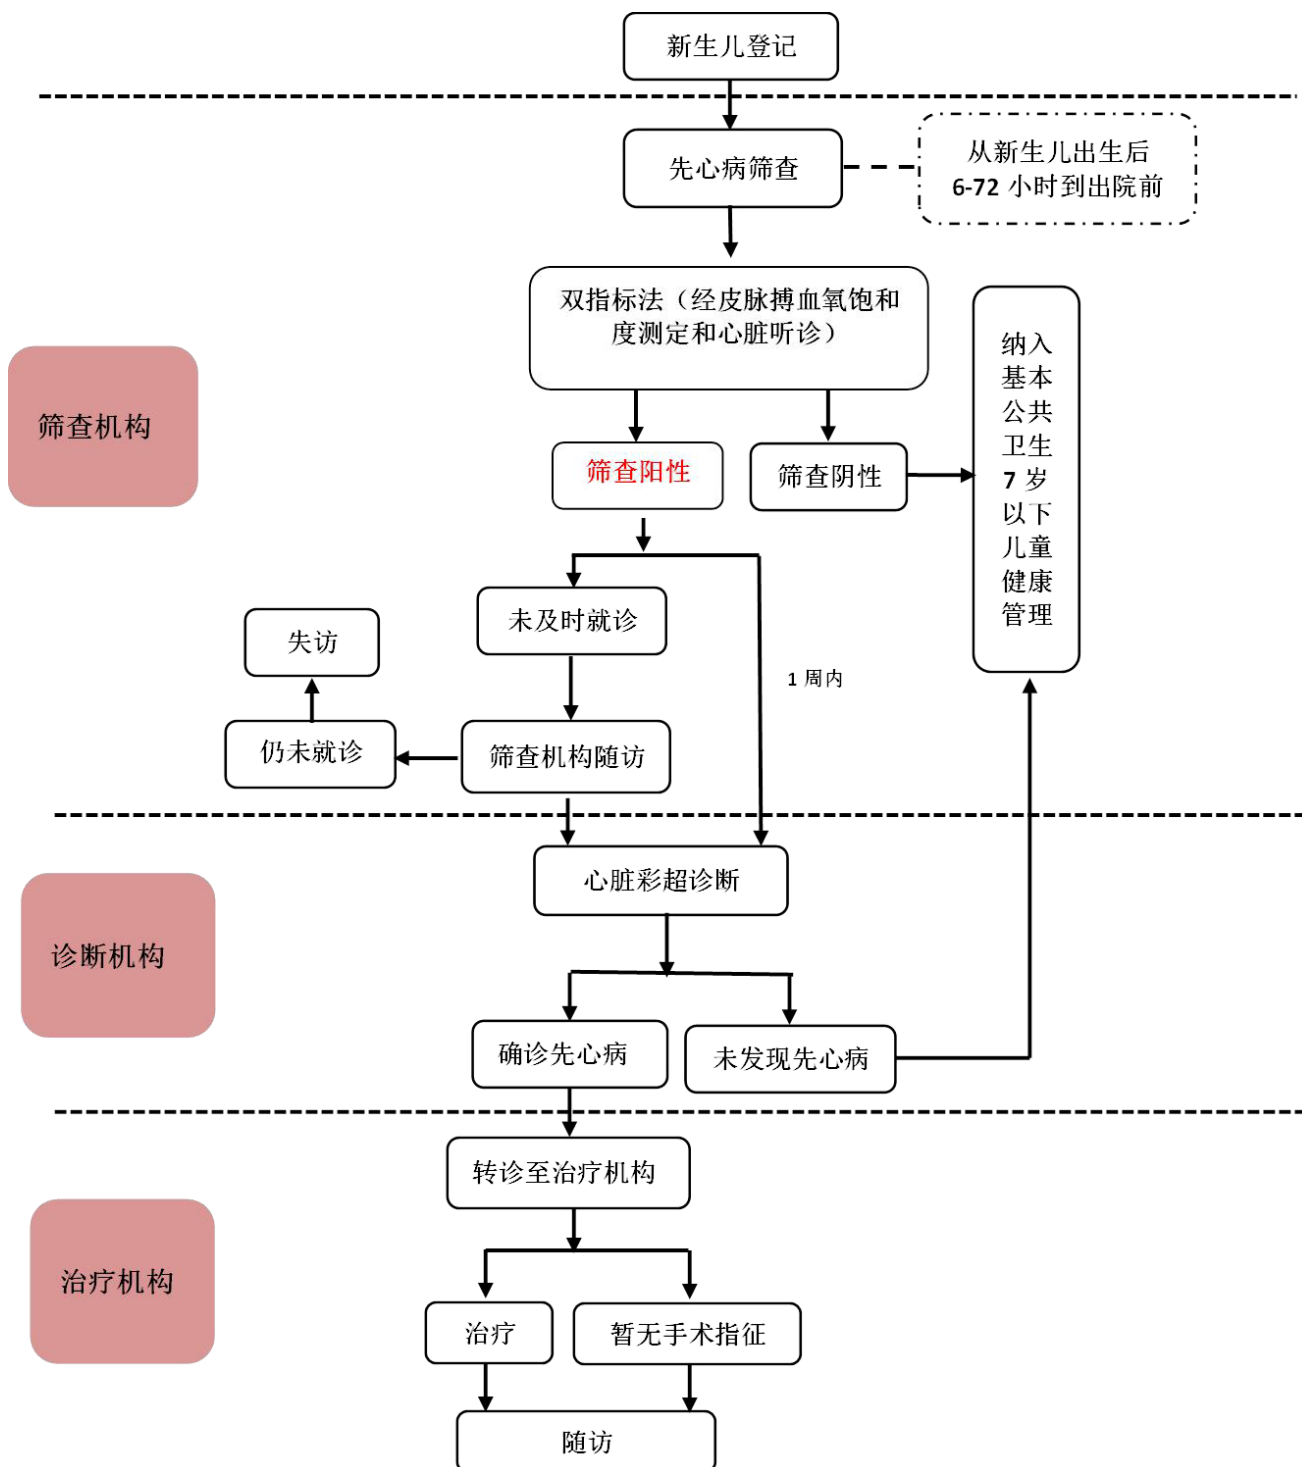 新生儿登记
先心病筛查
从新生儿出生后
6-72 小时到出院前
双指标法（经皮脉搏血氧饱和
度测定和心脏听诊）
筛查机构
筛查阳性
筛查阴性
纳入
基本
公共
卫生
7 岁
以下
儿童
健康
管理
未及时就诊
失访
1 周内
仍未就诊
筛查机构随访
心脏彩超诊断
诊断机构
确诊先心病
未发现先心病
转诊至治疗机构
治疗机构
治疗
暂无手术指征
随访